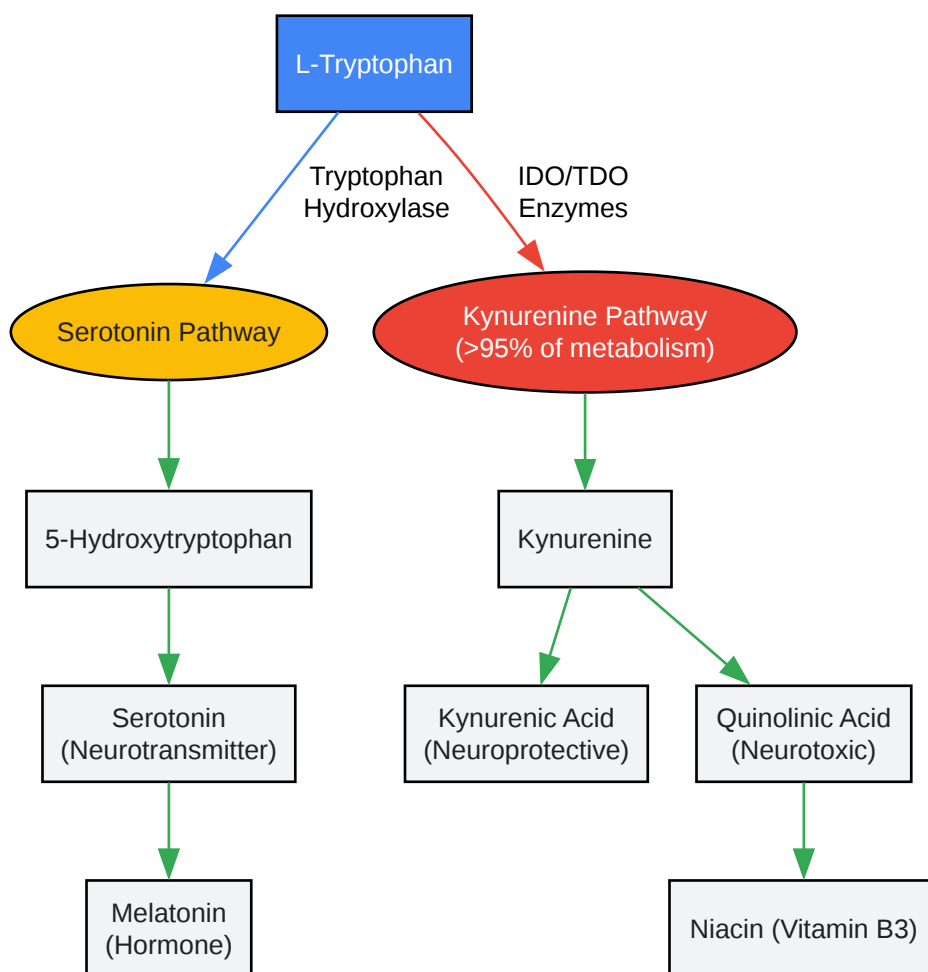 L-Tryptophan
Tryptophan
Hydroxylase
IDO/TDO
Enzymes
Serotonin Pathway
Kynurenine Pathway
(>95% of metabolism)
5-Hydroxytryptophan
Kynurenine
Serotonin
(Neurotransmitter)
Kynurenic Acid
(Neuroprotective)
Quinolinic Acid
(Neurotoxic)
Melatonin
(Hormone)
Niacin (Vitamin B3)